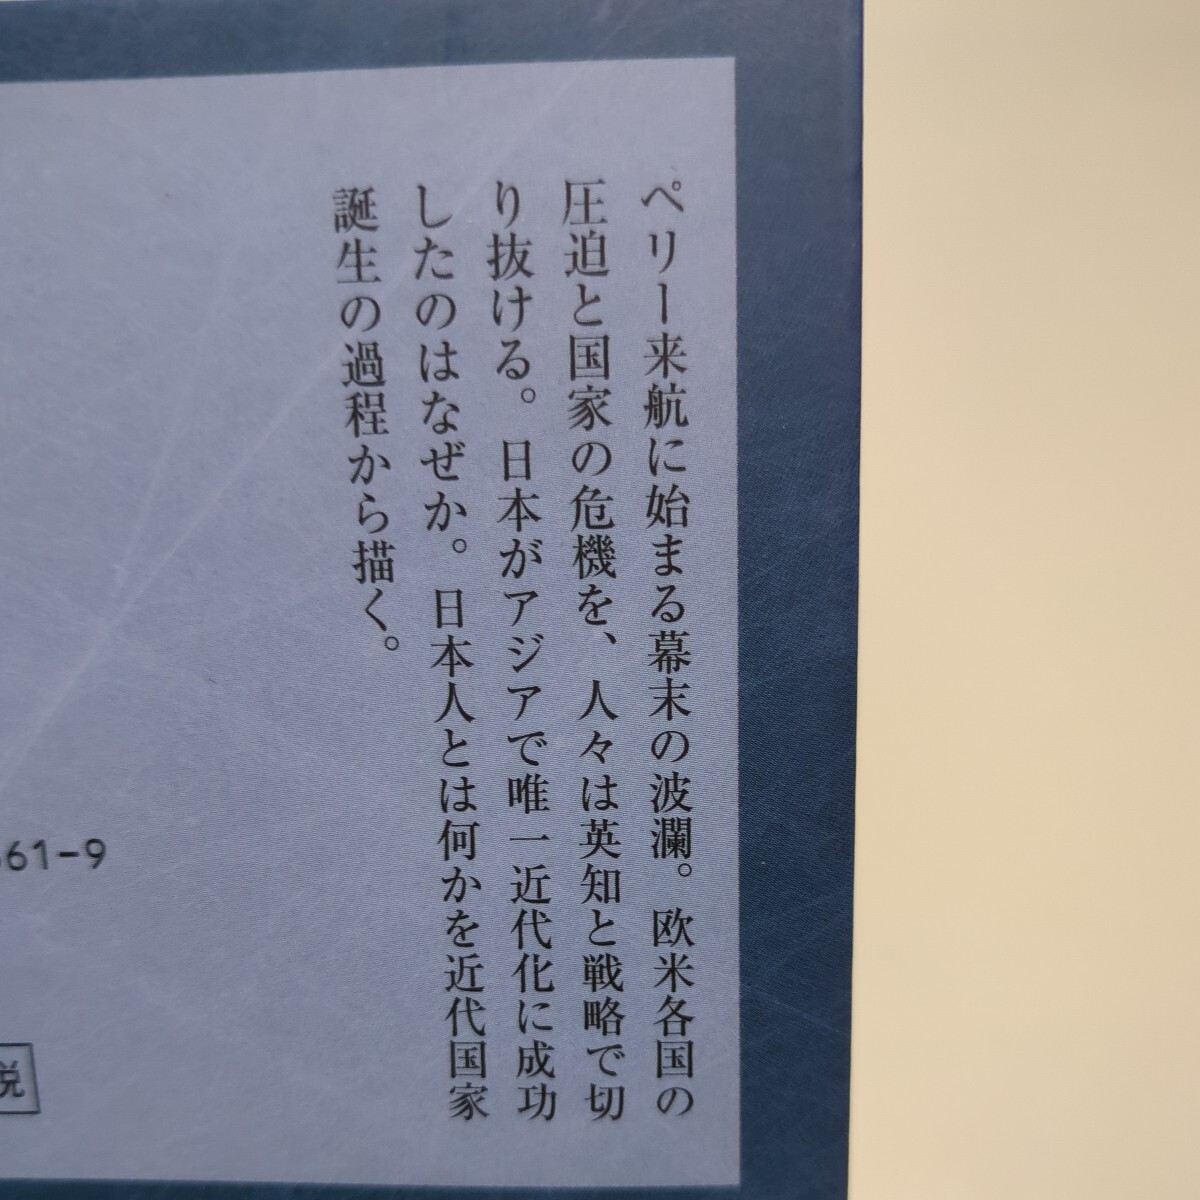 ペリー来航に始まる幕末の波瀾。欧米各国の
圧迫と国家の危機を、人々は英知と戦略で切
り抜ける。日本がアジアで唯一近代化に成功
したのはなぜか。日本人とは何かを近代国家
誕生の過程から描く。
61-9
税